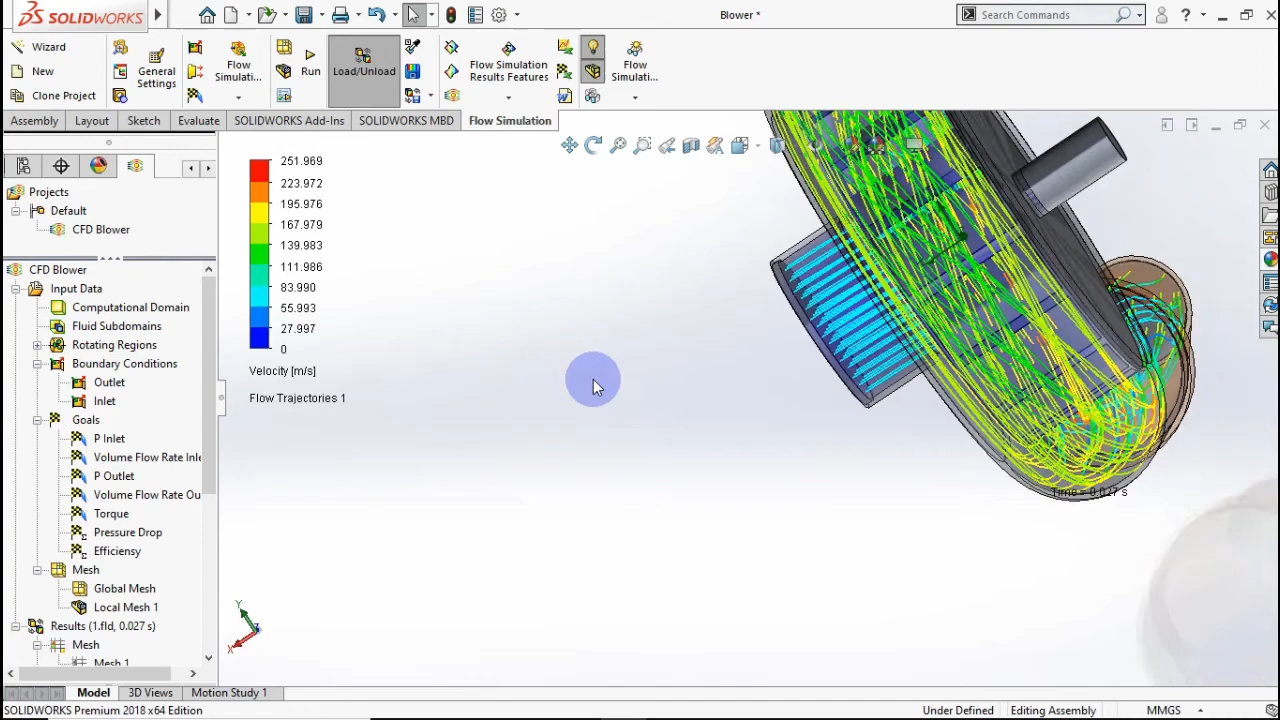 SOLIDWORKS
Blower *
Search Commands
Wizard
New
Clone Project
General Settings
Flow Simulati...
Run
Load/Unload
Flow Simulation Results Features
Flow Simulati...
Assembly
Layout
Sketch
Evaluate
SOLIDWORKS Add-Ins
SOLIDWORKS MBD
Flow Simulation
Projects
Default
CFD Blower
CFD Blower
Input Data
Computational Domain
Fluid Subdomains
Rotating Regions
Boundary Conditions
Outlet
Inlet
Goals
P Inlet
Volume Flow Rate Inle
P Outlet
Volume Flow Rate Ou
Torque
Pressure Drop
Efficiency
Mesh
Global Mesh
Local Mesh 1
Results (1.fld, 0.027 s)
Mesh
Mesh 1
251.969
223.972
195.976
167.979
139.983
111.986
83.990
55.993
27.997
0
Velocity [m/s]
Flow Trajectories 1
Time = 0.027 s
Y
X
Model
3D Views
Motion Study 1
SOLIDWORKS Premium 2018 x64 Edition
Under Defined
Editing Assembly
MMGS